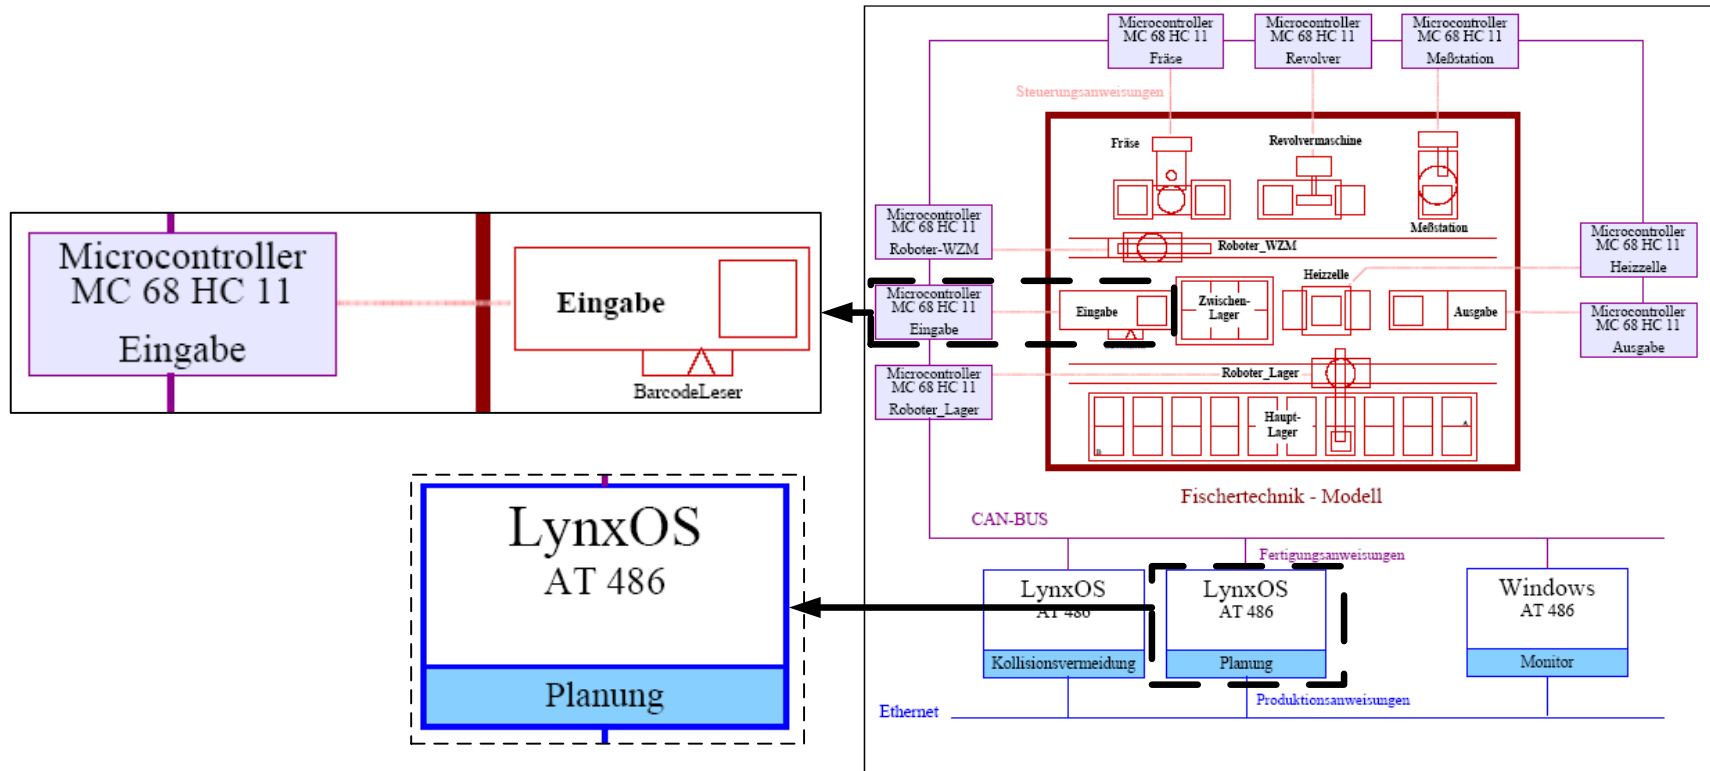 Microcontroller
MC 68 HC 11
Eingabe
Eingabe
BarcodeLeser
LynxOS
AT 486
Planung
Microcontroller
MC 68 HC 11
Fräse
Microcontroller
MC 68 HC 11
Revolver
Microcontroller
MC 68 HC 11
Meßstation
Steuerungsanweisungen
Fräse
Revolvermaschine
Meßstation
Microcontroller
MC 68 HC 11
Roboter-WZM
Roboter_WZM
Microcontroller
MC 68 HC 11
Heizzelle
Heizzelle
Microcontroller
MC 68 HC 11
Eingabe
Eingabe
Zwischen-
Lager
Ausgabe
Microcontroller
MC 68 HC 11
Ausgabe
Microcontroller
MC 68 HC 11
Roboter_Lager
Roboter_Lager
Haupt-
Lager
A
B
Fischertechnik - Modell
CAN-BUS
Fertigungsanweisungen
LynxOS
AT 486
Kollisionsvermeidung
LynxOS
AT 486
Planung
Windows
AT 486
Monitor
Produktionsanweisungen
Ethernet